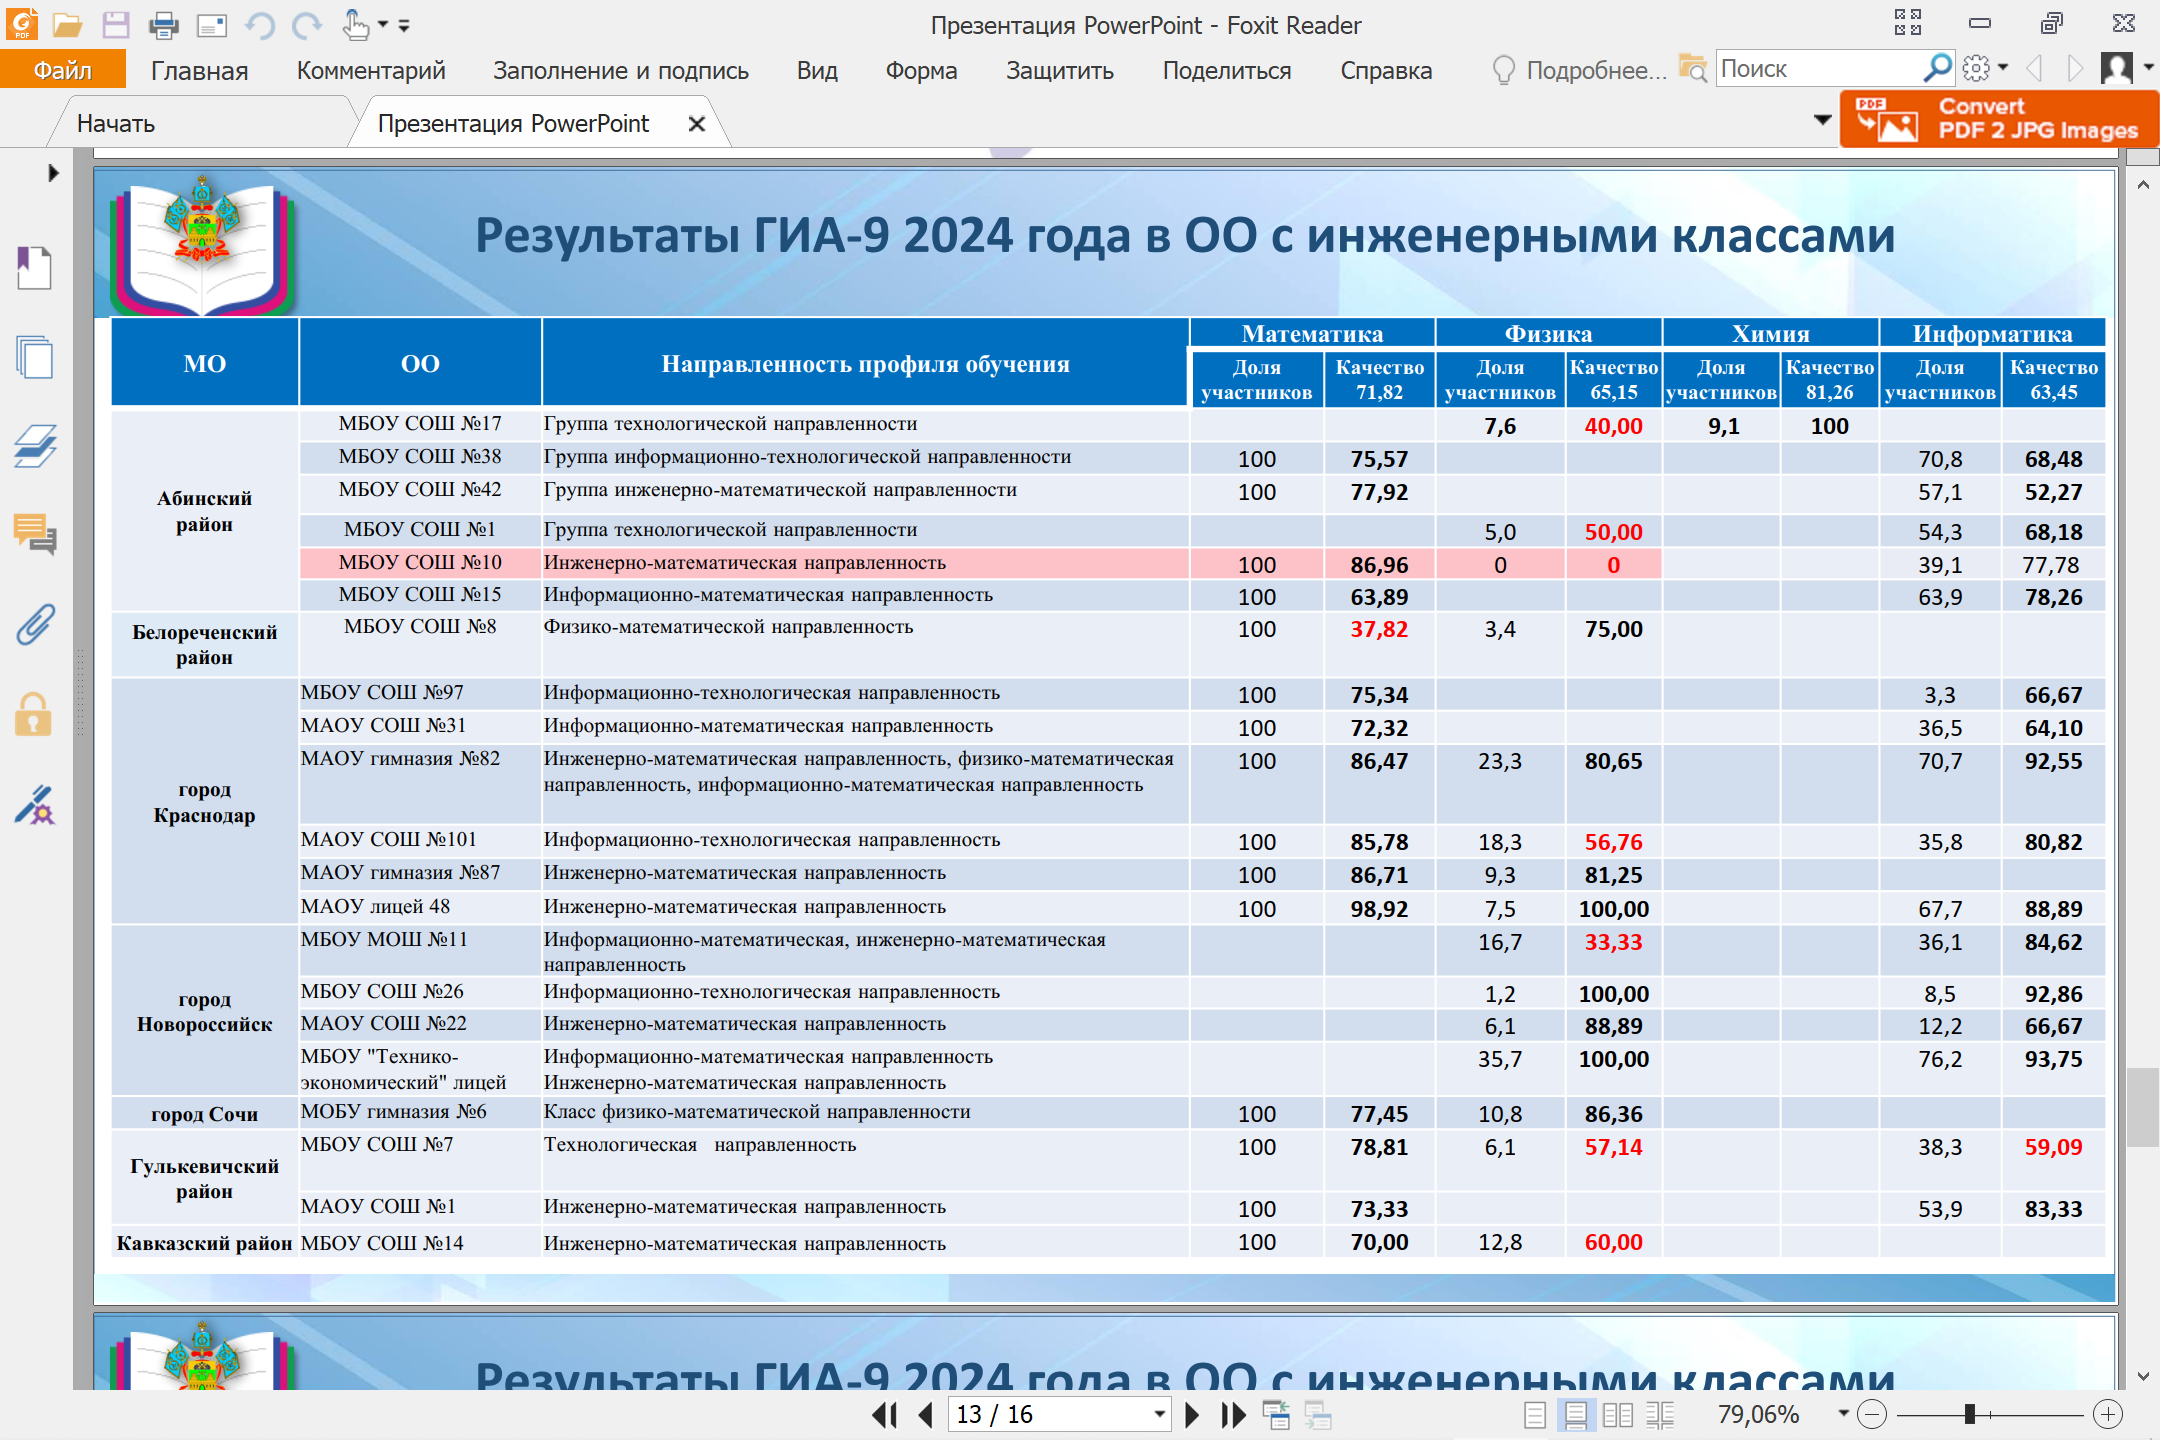 Презентация PowerPoint - Foxit Reader
Файл Главная Комментарий Заполнение и подпись Вид Форма Защитить Поделиться Справка Подробнее... Поиск
Начать Презентация PowerPoint
PDF Convert
PDF 2 JPG Images
Результаты ГИА-9 2024 года в ОО с инженерными классами
МО ОО Направленность профиля обучения Математика Физика Химия Информатика
Доля участников Качество 71,82 Доля участников Качество 65,15 Доля участников Качество 81,26 Доля участников Качество 63,45
Абинский район
МБОУ СОШ №17 Группа технологической направленности 7,6 40,00 9,1 100
МБОУ СОШ №38 Группа информационно-технологической направленности 100 75,57 70,8 68,48
МБОУ СОШ №42 Группа инженерно-математической направленности 100 77,92 57,1 52,27
МБОУ СОШ №1 Группа технологической направленности 5,0 50,00 54,3 68,18
МБОУ СОШ №10 Инженерно-математическая направленность 100 86,96 0 0 39,1 77,78
МБОУ СОШ №15 Информационно-математическая направленность 100 63,89 63,9 78,26
Белореченский район
МБОУ СОШ №8 Физико-математической направленность 100 37,82 3,4 75,00
город Краснодар
МБОУ СОШ №97 Информационно-технологическая направленность 100 75,34 3,3 66,67
МАОУ СОШ №31 Информационно-математическая направленность 100 72,32 36,5 64,10
МАОУ гимназия №82 Инженерно-математическая направленность, физико-математическая 100 86,47 23,3 80,65 70,7 92,55
направленность, информационно-математическая направленность
МАОУ СОШ №101 Информационно-технологическая направленность 100 85,78 18,3 56,76 35,8 80,82
МАОУ гимназия №87 Инженерно-математическая направленность 100 86,71 9,3 81,25
МАОУ лицей 48 Инженерно-математическая направленность 100 98,92 7,5 100,00 67,7 88,89
город Новороссийск
МБОУ МОШ №11 Информационно-математическая, инженерно-математическая 16,7 33,33 36,1 84,62
направленность
МБОУ СОШ №26 Информационно-технологическая направленность 1,2 100,00 8,5 92,86
МАОУ СОШ №22 Инженерно-математическая направленность 6,1 88,89 12,2 66,67
МБОУ "Технико- Информационно-математическая направленность 35,7 100,00 76,2 93,75
экономический" лицей Инженерно-математическая направленность
город Сочи МОБУ гимназия №6 Класс физико-математической направленности 100 77,45 10,8 86,36
Гулькевичский район
МБОУ СОШ №7 Технологическая направленность 100 78,81 6,1 57,14 38,3 59,09
МАОУ СОШ №1 Инженерно-математическая направленность 100 73,33 53,9 83,33
Кавказский район МБОУ СОШ №14 Инженерно-математическая направленность 100 70,00 12,8 60,00
Результаты ГИА-9 2024 года в ОО с инженерными классами
13 / 16 79,06%